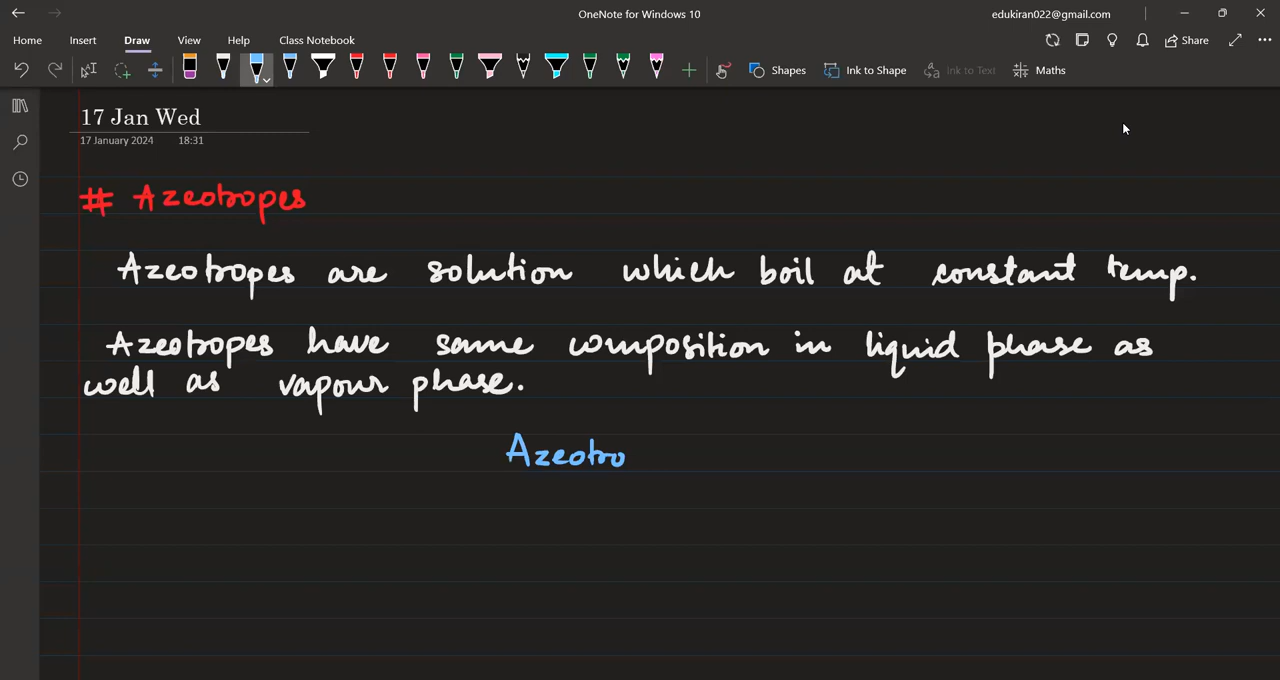 OneNote for Windows 10
edukiran022@gmail.com
Home Insert Draw View Help Class Notebook
Share
Shapes Ink to Shape Ink to Text Maths
17 Jan Wed
17 January 2024 18:31
# Azeotropes
Azeotropes are solution which boil at constant temp.
Azeotropes have same composition in liquid phase as
well as vapour phase.
Azeotro